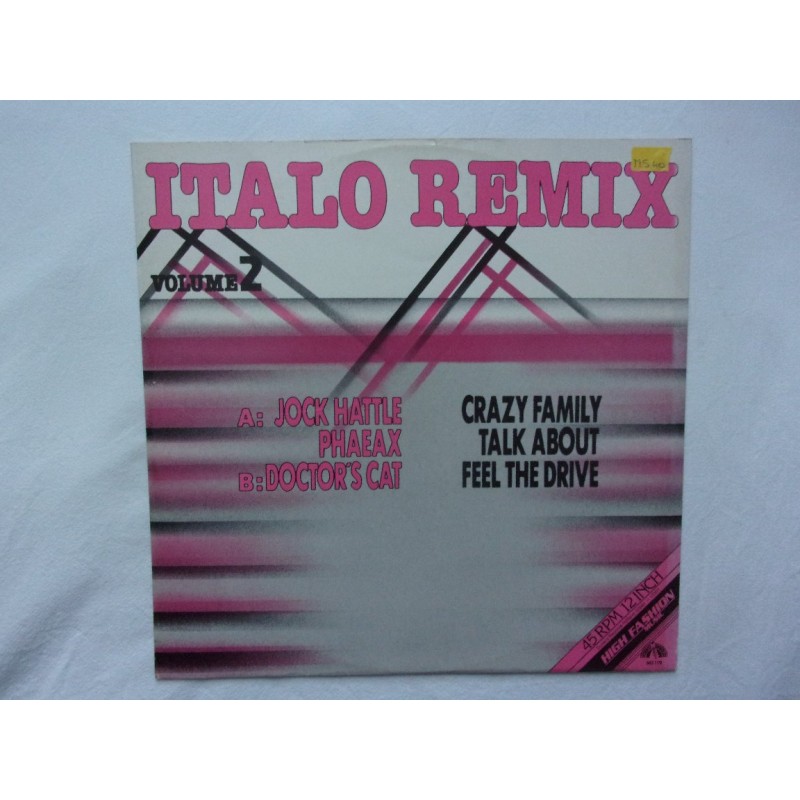 ITALO REMIX
VOLUME 2
A: JOCK HATTLE CRAZY FAMILY
PHAEAX TALK ABOUT
B: DOCTOR'S CAT FEEL THE DRIVE
45 RPM 12 INCH
HIGH FASHION